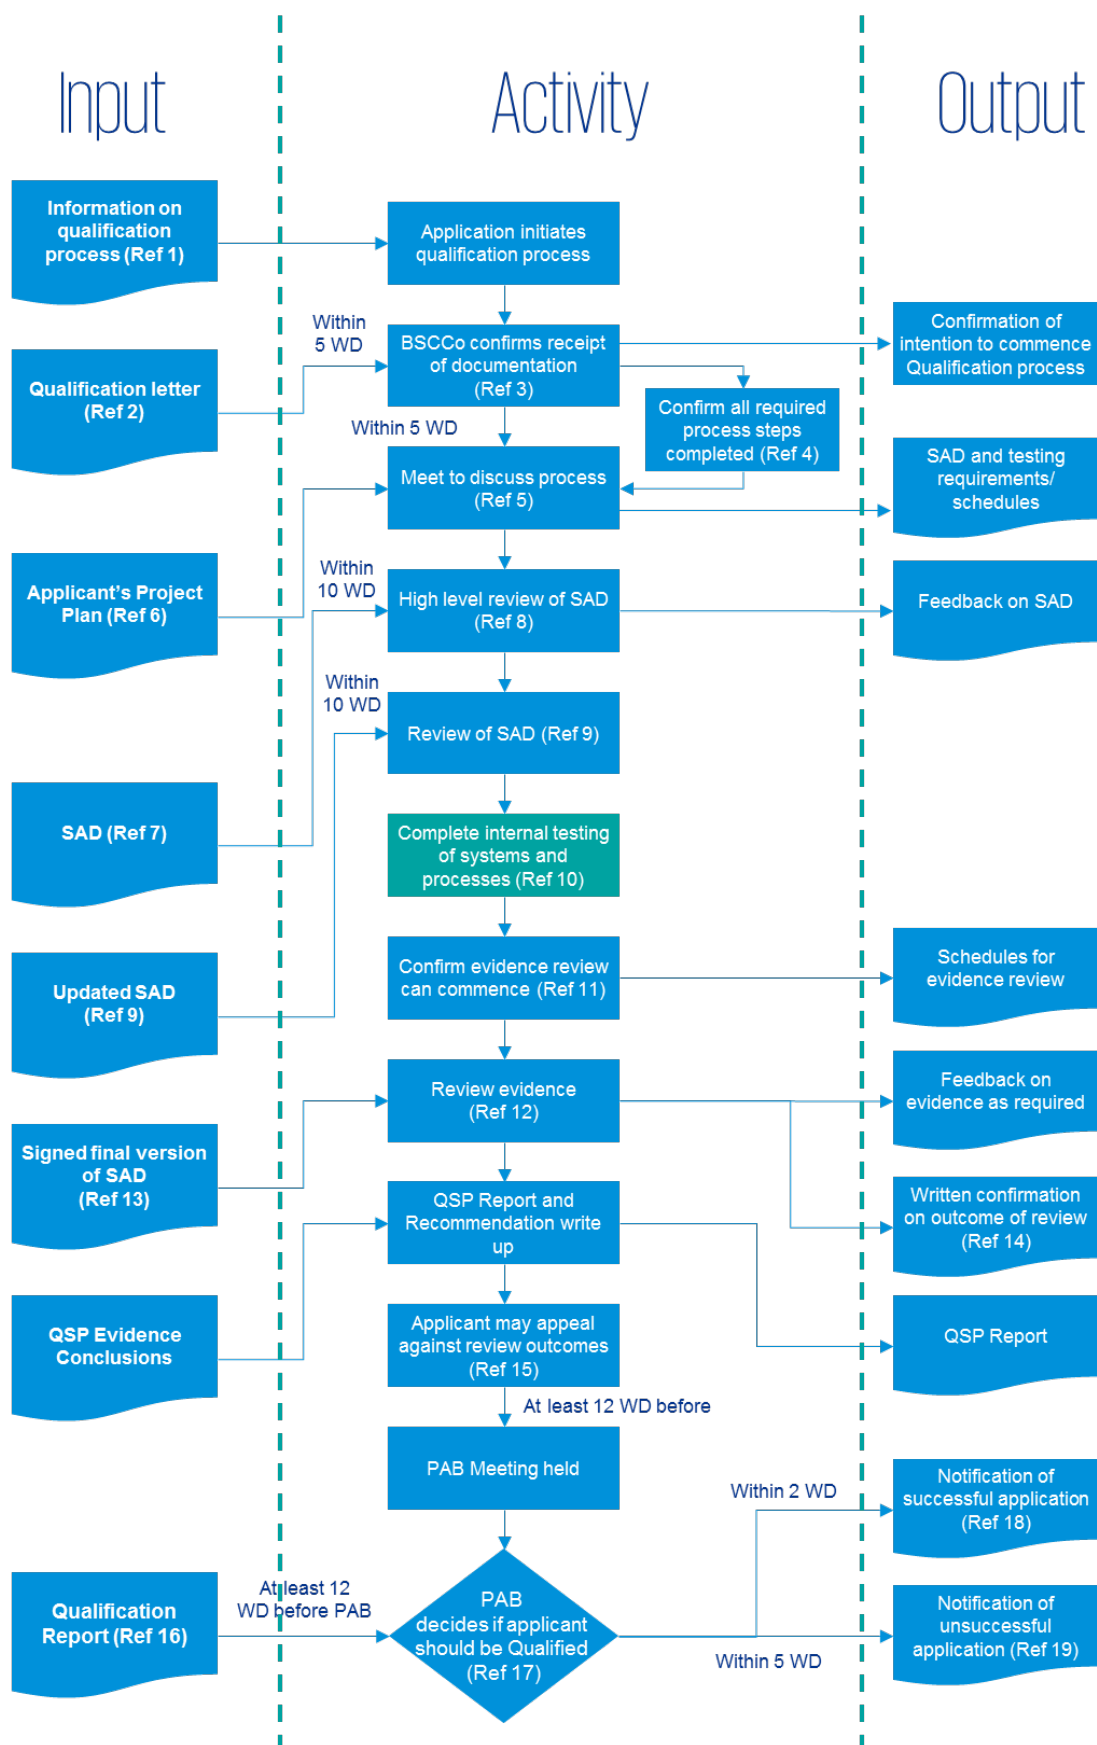 Input
Activity
Output
Information on
qualification
process (Ref 1)
Application initiates
qualification process
Within
5 WD
BSCCo confirms receipt
of documentation
(Ref 3)
Confirmation of
intention to commence
Qualification process
Qualification letter
(Ref 2)
Confirm all required
process steps
completed (Ref 4)
Within 5 WD
Meet to discuss process
(Ref 5)
SAD and testing
requirements/
schedules
Applicant's Project
Plan (Ref 6)
Within
10 WD
High level review of SAD
(Ref 8)
Feedback on SAD
Within
10 WD
Review of SAD (Ref 9)
SAD (Ref 7)
Complete internal testing
of systems and
processes (Ref 10)
Updated SAD
(Ref 9)
Confirm evidence review
can commence (Ref 11)
Schedules for
evidence review
Review evidence
(Ref 12)
Feedback on
evidence as required
Signed final version
of SAD
(Ref 13)
QSP Report and
Recommendation write
up
Written confirmation
on outcome of review
(Ref 14)
QSP Evidence
Conclusions
Applicant may appeal
against review outcomes
(Ref 15)
QSP Report
At least 12 WD before
PAB Meeting held
Within 2 WD
Notification of
successful application
(Ref 18)
Qualification
Report (Ref 16)
At least 12
WD before PAB
PAB
decides if applicant
should be Qualified
(Ref 17)
Within 5 WD
Notification of
unsuccessful
application (Ref 19)